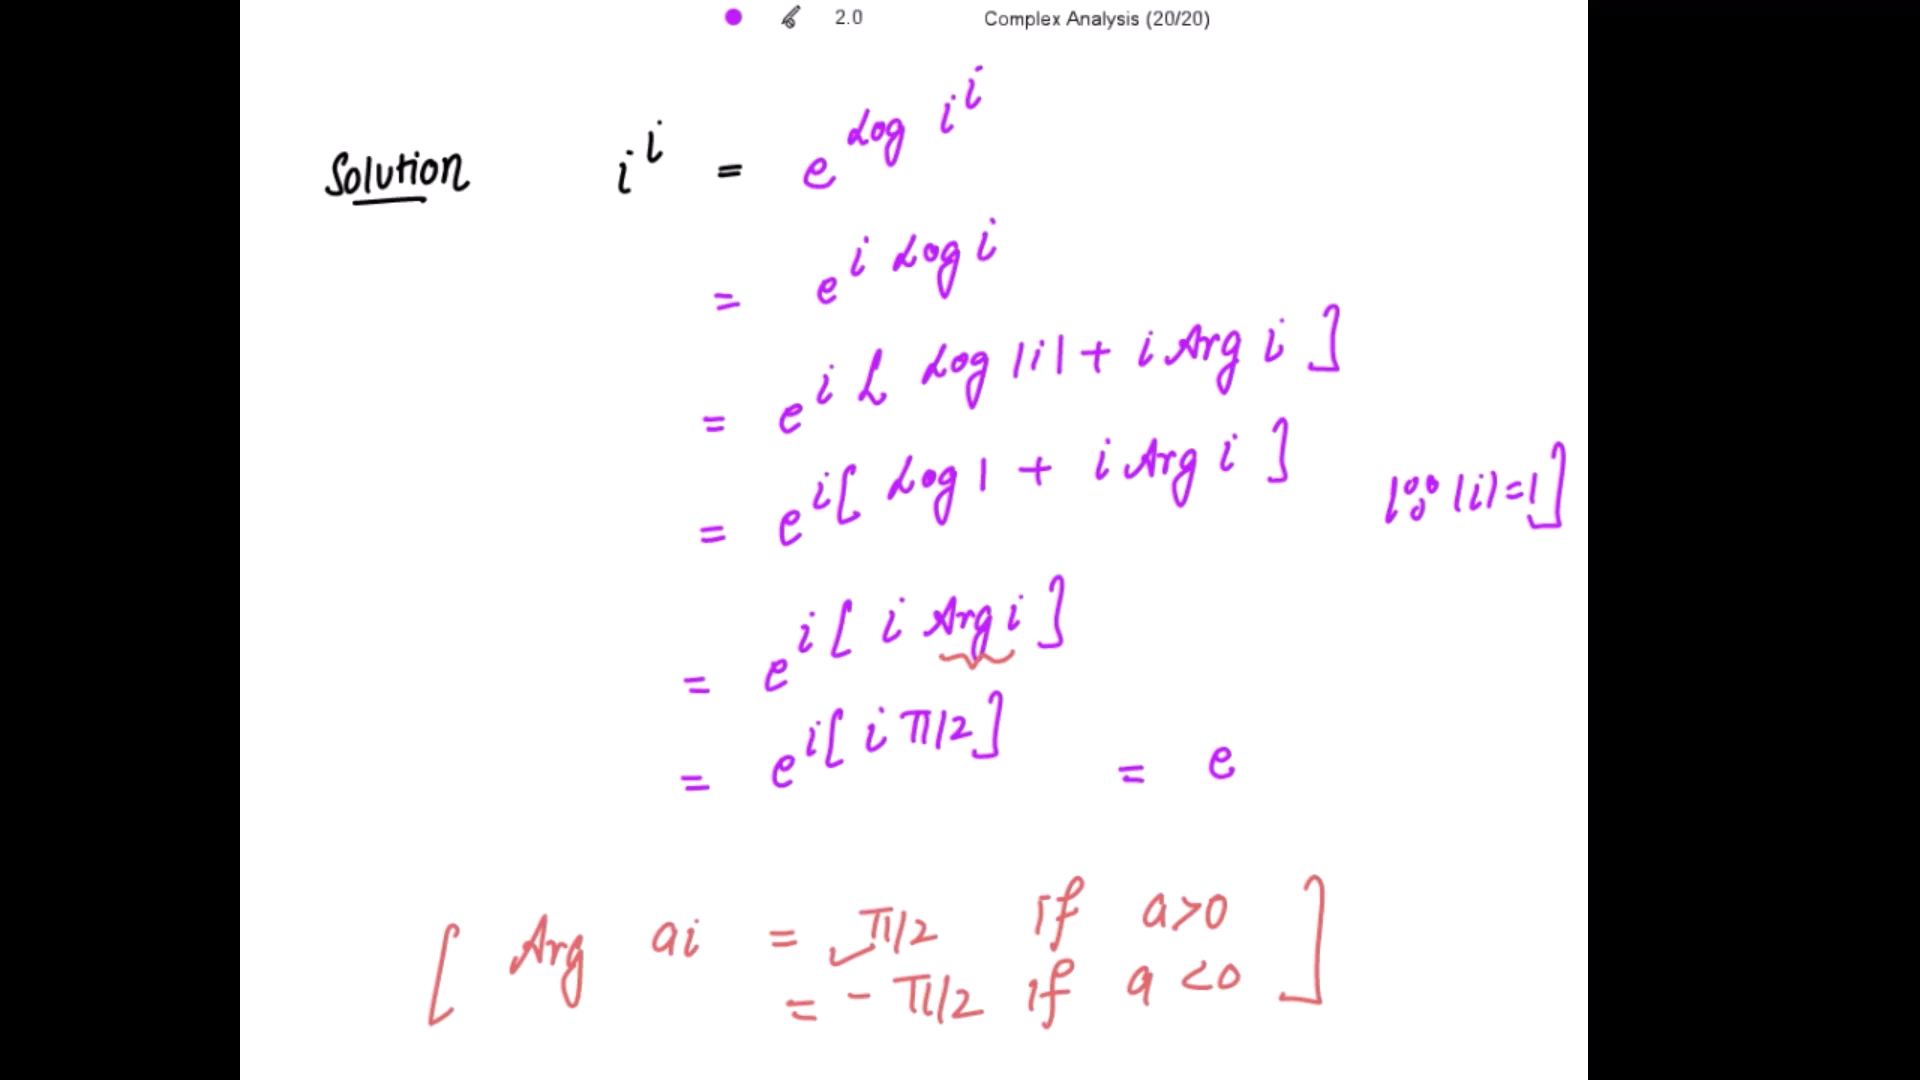 2.0 Complex Analysis (20/20)
Solution i^i = e^{Log i^i}
= e^{i Log i}
= e^{i[Log |i| + i Arg i]}
= e^{i[Log 1 + i Arg i]} [∵ |i| = 1]
= e^{i[i Arg i]}
= e^{i[i π/2]} = e
[Arg ai = π/2 if a>0
= -π/2 if a<0]